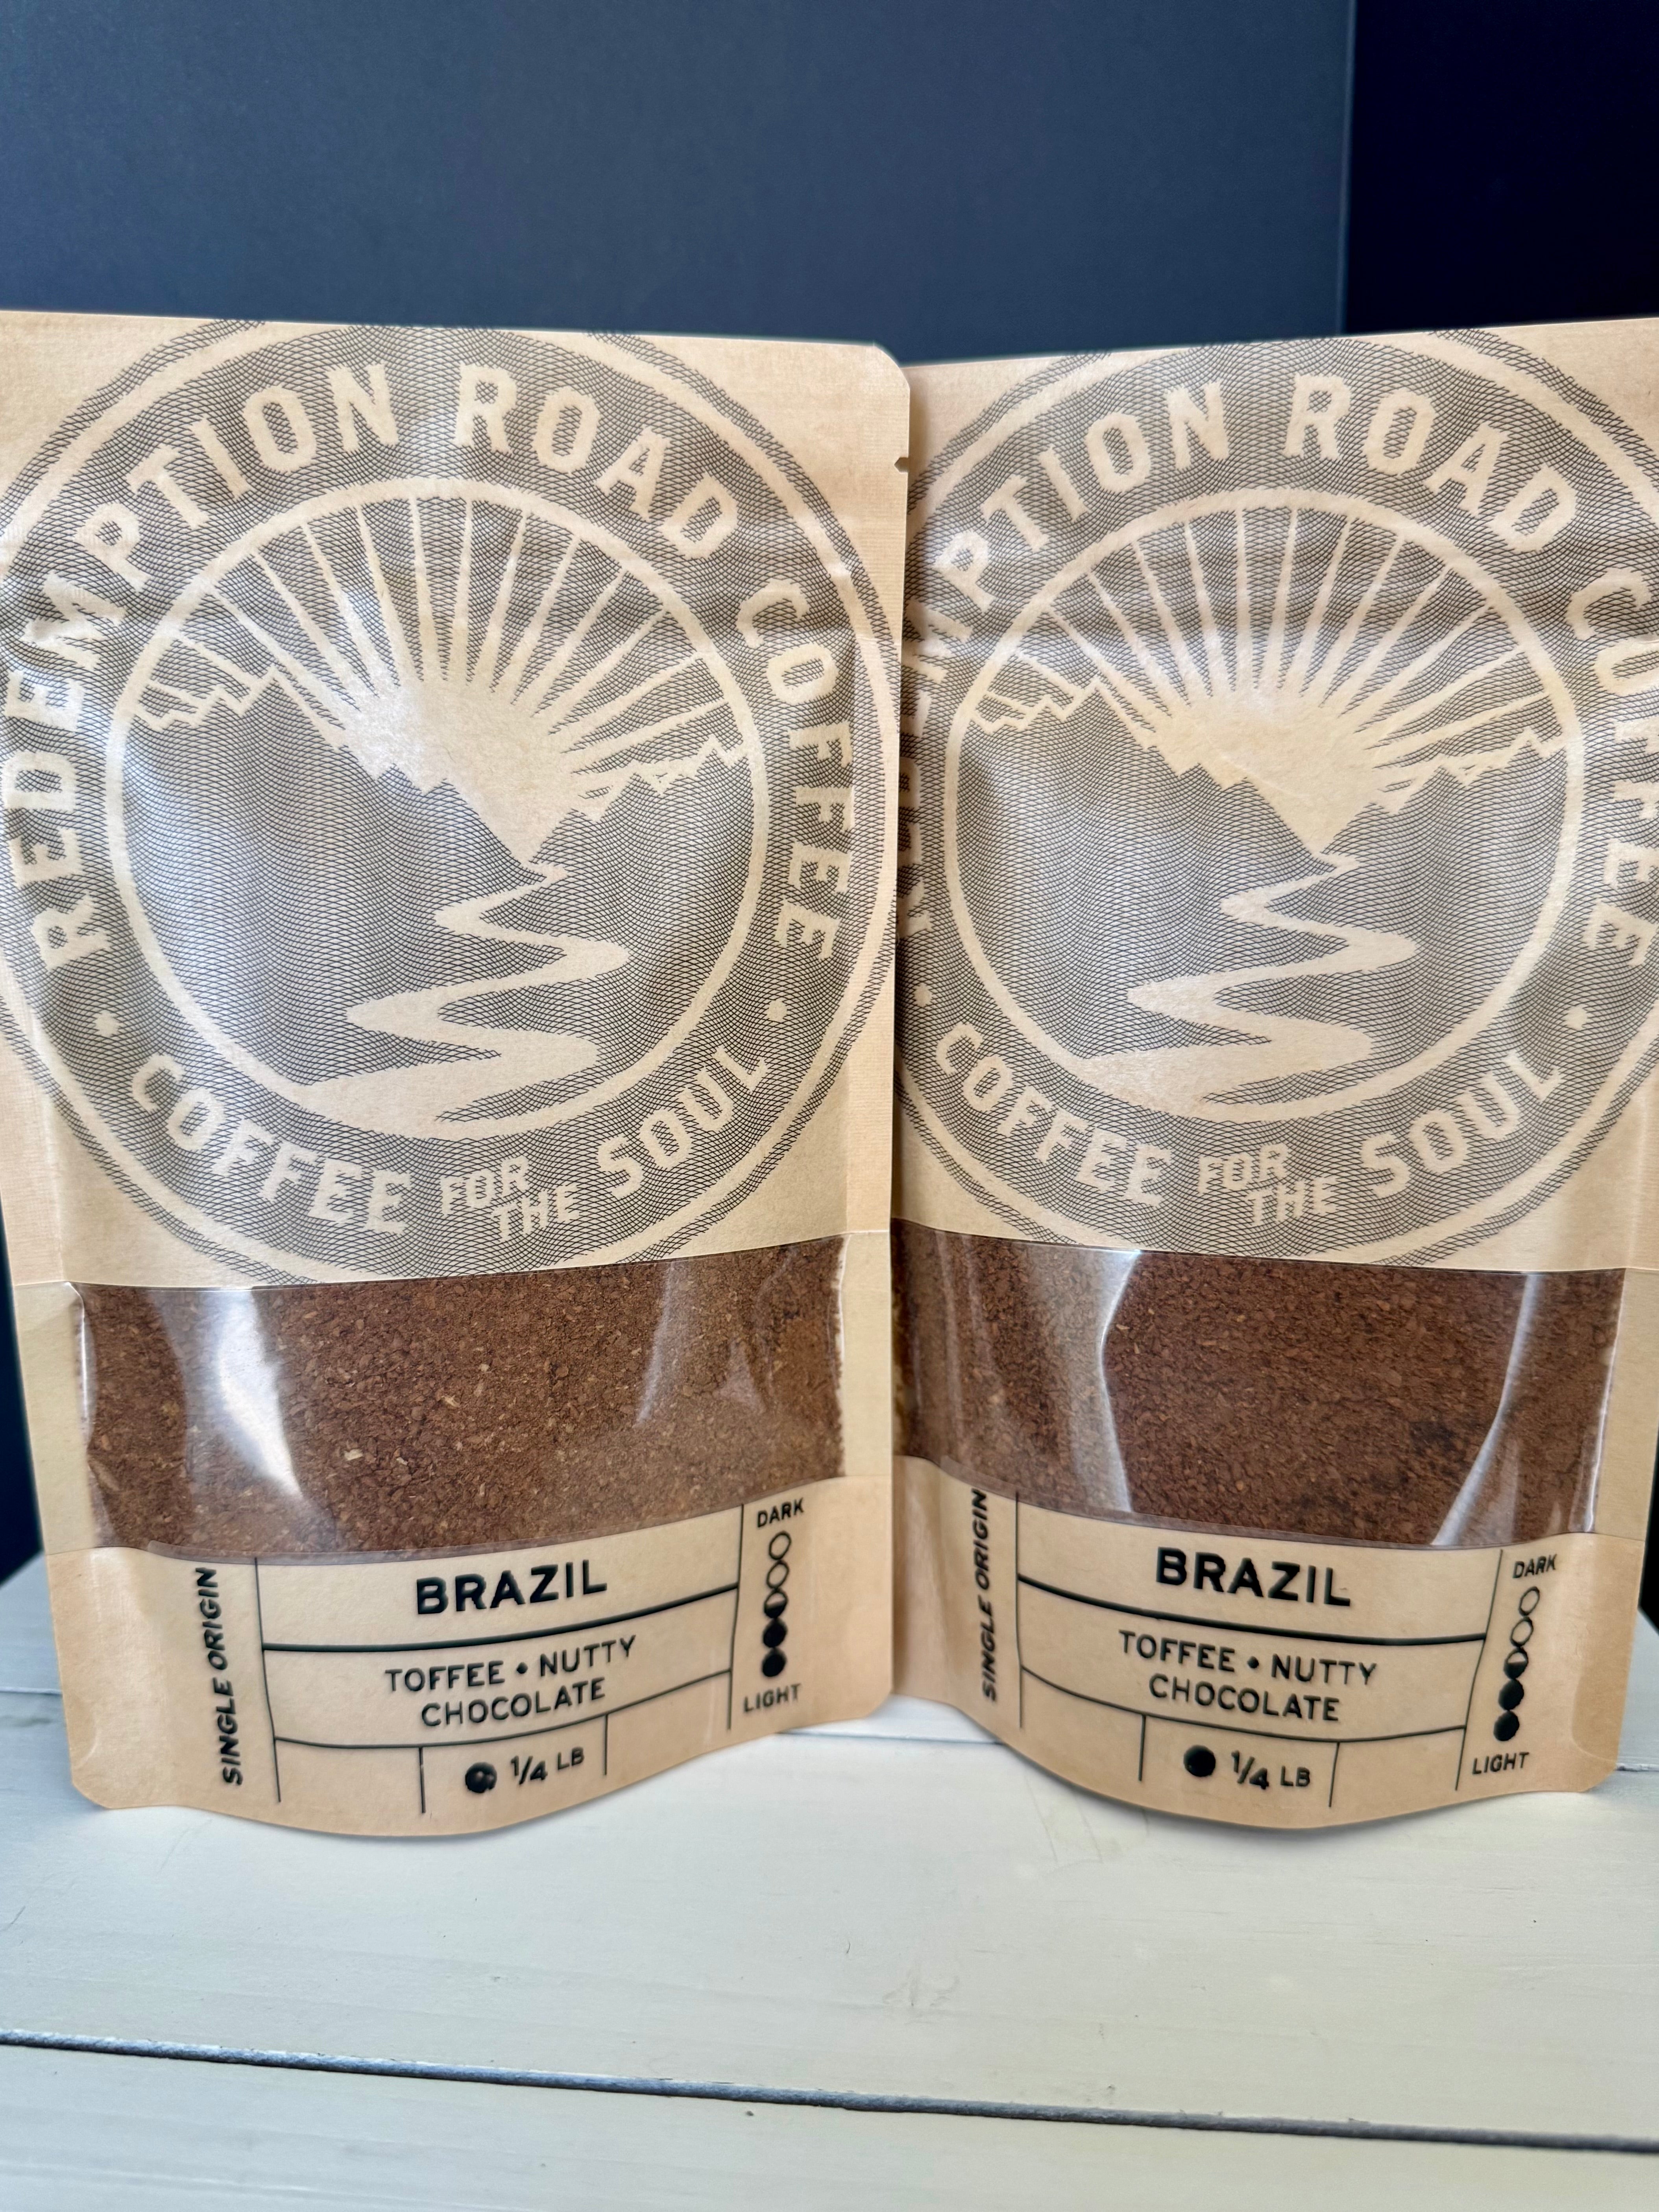 REDEMPTION ROAD COFFEE
COFFEE FOR THE SOUL
SINGLE ORIGIN
BRAZIL
TOFFEE • NUTTY
CHOCOLATE
1/4 LB
DARK
LIGHT
REDEMPTION ROAD COFFEE
COFFEE FOR THE SOUL
SINGLE ORIGIN
BRAZIL
TOFFEE • NUTTY
CHOCOLATE
1/4 LB
DARK
LIGHT